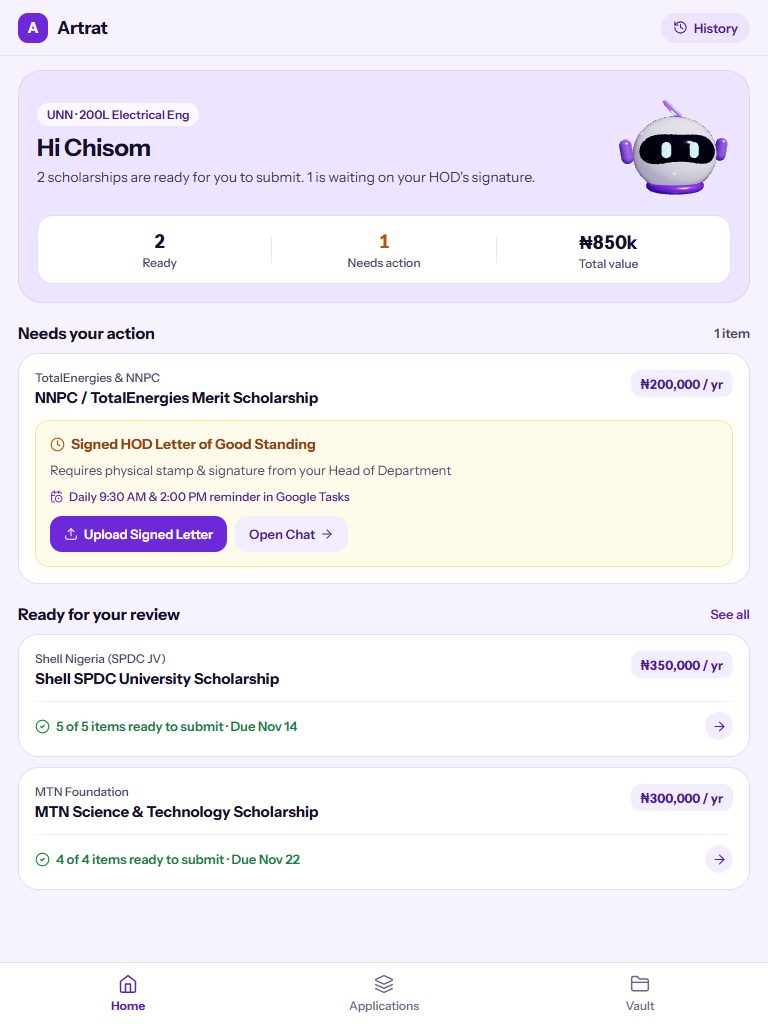 A Artrat
History
UNN · 200L Electrical Eng
Hi Chisom
2 scholarships are ready for you to submit. 1 is waiting on your HOD's signature.
2
Ready
1
Needs action
₦850k
Total value
Needs your action
1 item
TotalEnergies & NNPC
NNPC / TotalEnergies Merit Scholarship
₦200,000 / yr
Signed HOD Letter of Good Standing
Requires physical stamp & signature from your Head of Department
Daily 9:30 AM & 2:00 PM reminder in Google Tasks
Upload Signed Letter
Open Chat →
Ready for your review
See all
Shell Nigeria (SPDC JV)
Shell SPDC University Scholarship
₦350,000 / yr
5 of 5 items ready to submit · Due Nov 14
MTN Foundation
MTN Science & Technology Scholarship
₦300,000 / yr
4 of 4 items ready to submit · Due Nov 22
Home
Applications
Vault